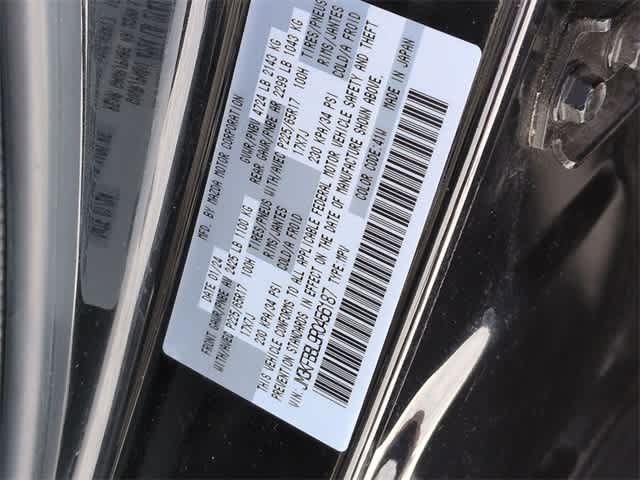 MFD. BY MAZDA MOTOR CORPORATION
DATE 01/24 GVWR/PNBV 4724 LB 2143 KG
FRONT GAWR/PNBE AV 2425 LB 1100 KG REAR GAWR/PNBE AR 2299 LB 1043 KG
WITH/AVEC P225/65R17 100H TIRES/PNEUS WITH/AVEC P225/65R17 100H TIRES/PNEUS
17X7J RIMS/JANTES 17X7J RIMS/JANTES
200 KPA/34 PSI COLD/A FROID 200 KPA/34 PSI COLD/A FROID
THIS VEHICLE CONFORMS TO ALL APPLICABLE FEDERAL MOTOR VEHICLE SAFETY AND THEFT
PREVENTION STANDARDS IN EFFECT ON THE DATE OF MANUFACTURE SHOWN ABOVE.
VIN: TYPE:MPV COLOR CODE:41W MADE IN JAPAN